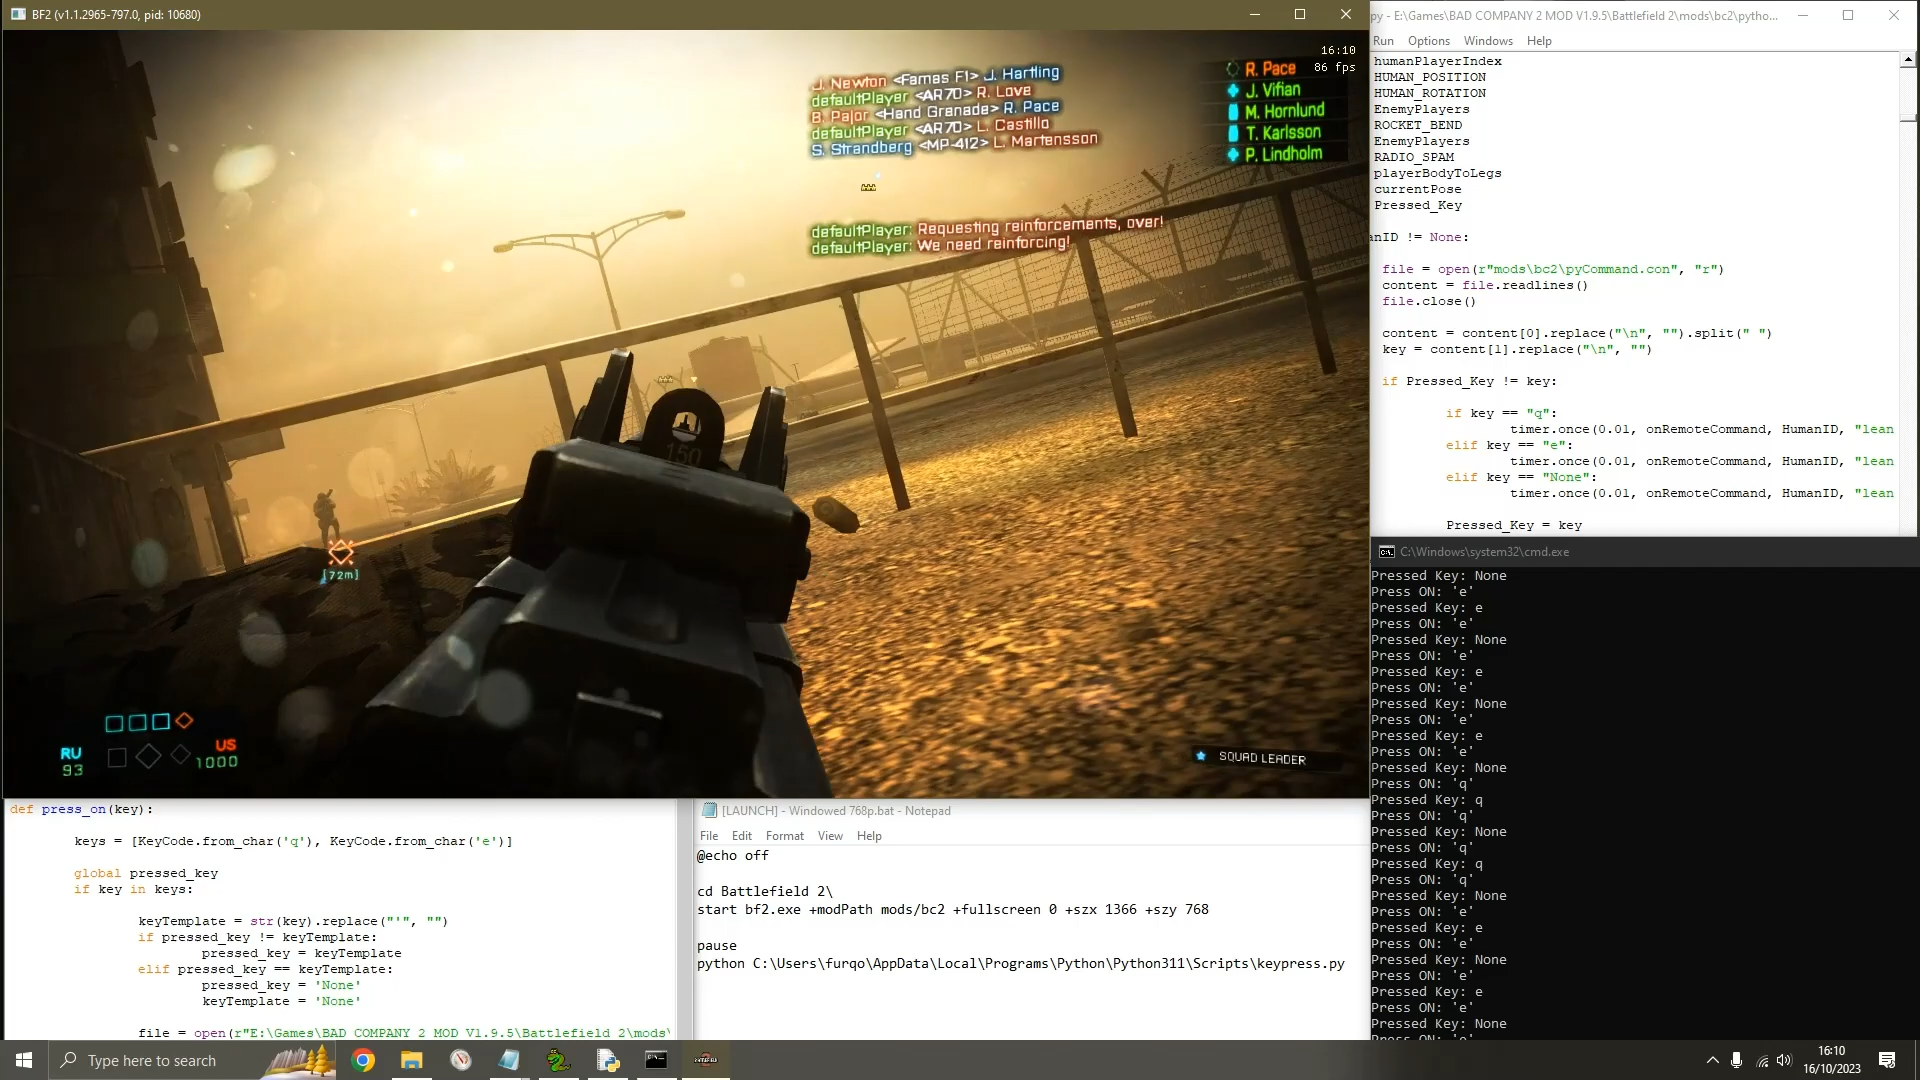 BF2 (v1.1.2965-797.0, pid: 10680)
16:10
86 fps
J. Newton <Famas F1> J. Hartling
defaultPlayer <AR70> R. Love
B. Pajor <Hand Grenade> R. Pace
defaultPlayer <AR70> L. Castillo
S. Strandberg <MP-412> L. Martensson
R. Pace
J. Vifian
M. Hornlund
T. Karlsson
P. Lindholm
defaultPlayer: Requesting reinforcements, over!
defaultPlayer: We need reinforcing!
150
[72m]
RU
93
US
1000
SQUAD LEADER
py - E:\Games\BAD COMPANY 2 MOD V1.9.5\Battlefield 2\mods\bc2\pytho...
Run Options Windows Help
humanPlayerIndex
HUMAN_POSITION
HUMAN_ROTATION
EnemyPlayers
ROCKET_BEND
EnemyPlayers
RADIO_SPAM
playerBodyToLegs
currentPose
Pressed_Key
anID != None:
file = open(r"mods\bc2\pyCommand.con", "r")
content = file.readlines()
file.close()
content = content[0].replace("\n", "").split(" ")
key = content[1].replace("\n", "")
if Pressed_Key != key:
if key == "q":
timer.once(0.01, onRemoteCommand, HumanID, "lean
elif key == "e":
timer.once(0.01, onRemoteCommand, HumanID, "lean
elif key == "None":
timer.once(0.01, onRemoteCommand, HumanID, "lean
Pressed_Key = key
C:\Windows\system32\cmd.exe
Pressed Key: None
Press ON: 'e'
Pressed Key: e
Press ON: 'e'
Pressed Key: None
Press ON: 'e'
Pressed Key: e
Press ON: 'e'
Pressed Key: None
Press ON: 'e'
Pressed Key: e
Press ON: 'e'
Pressed Key: None
Press ON: 'q'
Pressed Key: q
Press ON: 'q'
Pressed Key: None
Press ON: 'q'
Pressed Key: q
Press ON: 'q'
Pressed Key: None
Press ON: 'e'
Pressed Key: e
Press ON: 'e'
Pressed Key: None
Press ON: 'e'
Pressed Key: e
Press ON: 'e'
Pressed Key: None
Press ON: 'e'
def press_on(key):
keys = [KeyCode.from_char('q'), KeyCode.from_char('e')]
global pressed_key
if key in keys:
keyTemplate = str(key).replace("'", "")
if pressed_key != keyTemplate:
pressed_key = keyTemplate
elif pressed_key == keyTemplate:
pressed_key = 'None'
keyTemplate = 'None'
file = open(r"E:\Games\BAD COMPANY 2 MOD V1.9.5\Battlefield 2\mods\
[LAUNCH] - Windowed 768p.bat - Notepad
File Edit Format View Help
@echo off
cd Battlefield 2\
start bf2.exe +modPath mods/bc2 +fullscreen 0 +szx 1366 +szy 768
pause
python C:\Users\furqo\AppData\Local\Programs\Python\Python311\Scripts\keypress.py
Type here to search
16:10
16/10/2023